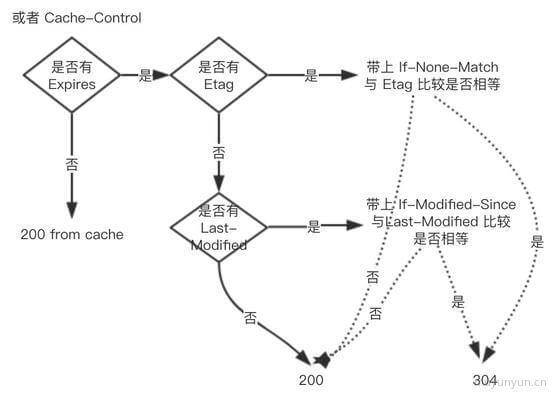 或者 Cache-Control
是否有
Expires
是
是否有
Etag
是
带上 If-None-Match
与 Etag 比较是否相等
否
否
200 from cache
是否有
Last-
Modified
是
带上 If-Modified-Since
与Last-Modified 比较
是否相等
是
否
否
是
否
200
304
yunyun.cn